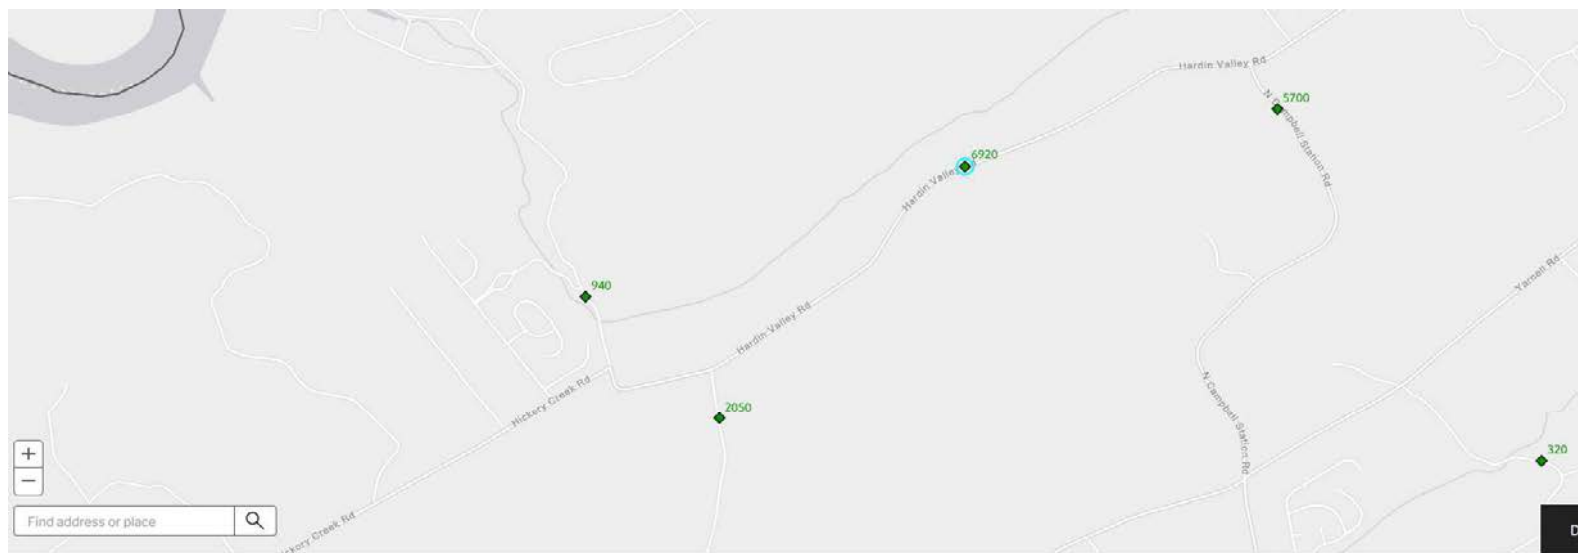 Hardin Valley Rd
5700
N Campbell Station Rd
6920
Hardin Valley
Yarnell Rd
940
Hardin Valley Rd
N Campbell Station Rd
Hickory Creek Rd
2050
320
+
−
Find address or place
Hickory Creek Rd
D